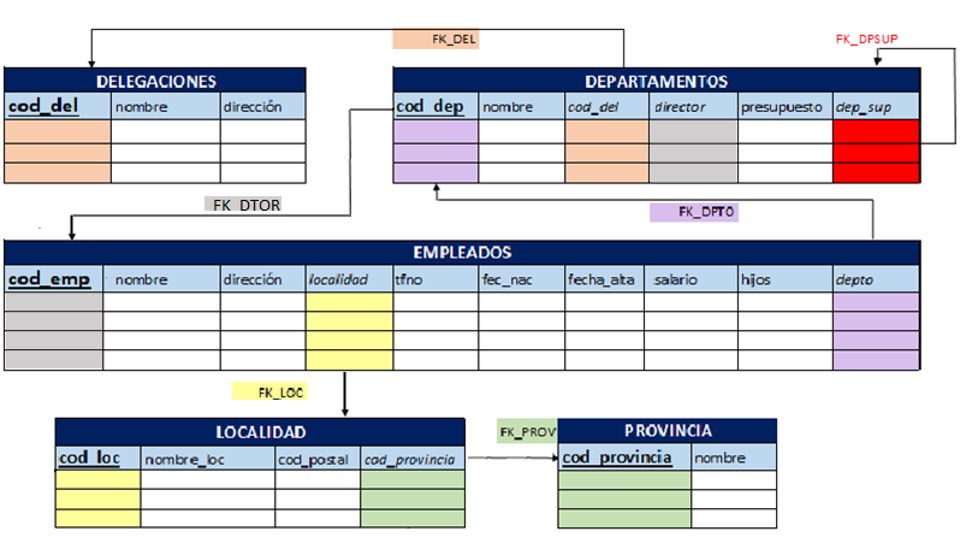 FK_DEL
FK_DPSUP
DELEGACIONES
cod_del nombre dirección
DEPARTAMENTOS
cod_dep nombre cod_del director presupuesto dep_sup
FK_DTOR
FK_DPTO
EMPLEADOS
cod_emp nombre dirección localidad tlfno fec_nac fecha_alta salario hijos depto
FK_LOC
LOCALIDAD
cod_loc nombre_loc cod_postal cod_provincia
FK_PROV
PROVINCIA
cod_provincia nombre